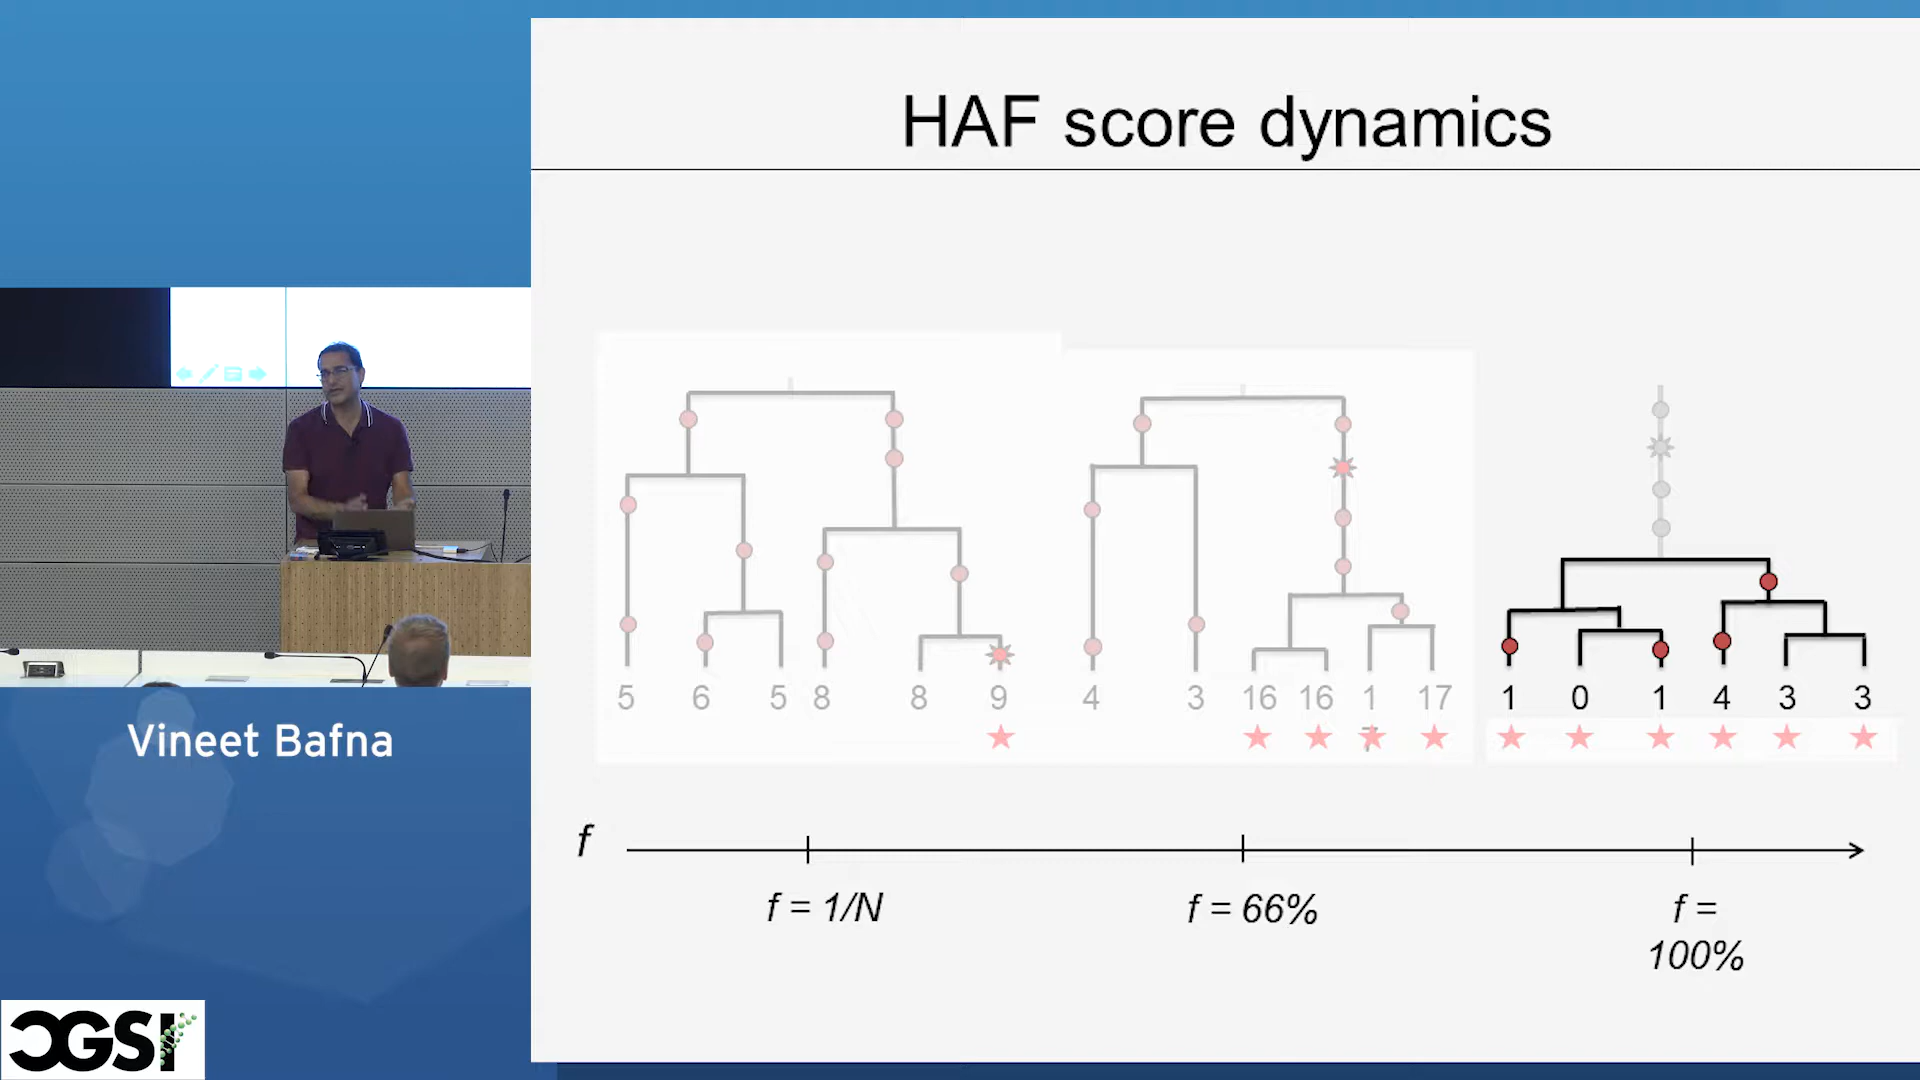 HAF score dynamics
5 6 5 8 8 9 4 3 16 16 1 17 1 0 1 4 3 3
7
f
f = 1/N f = 66% f =
100%
Vineet Bafna
CGSI